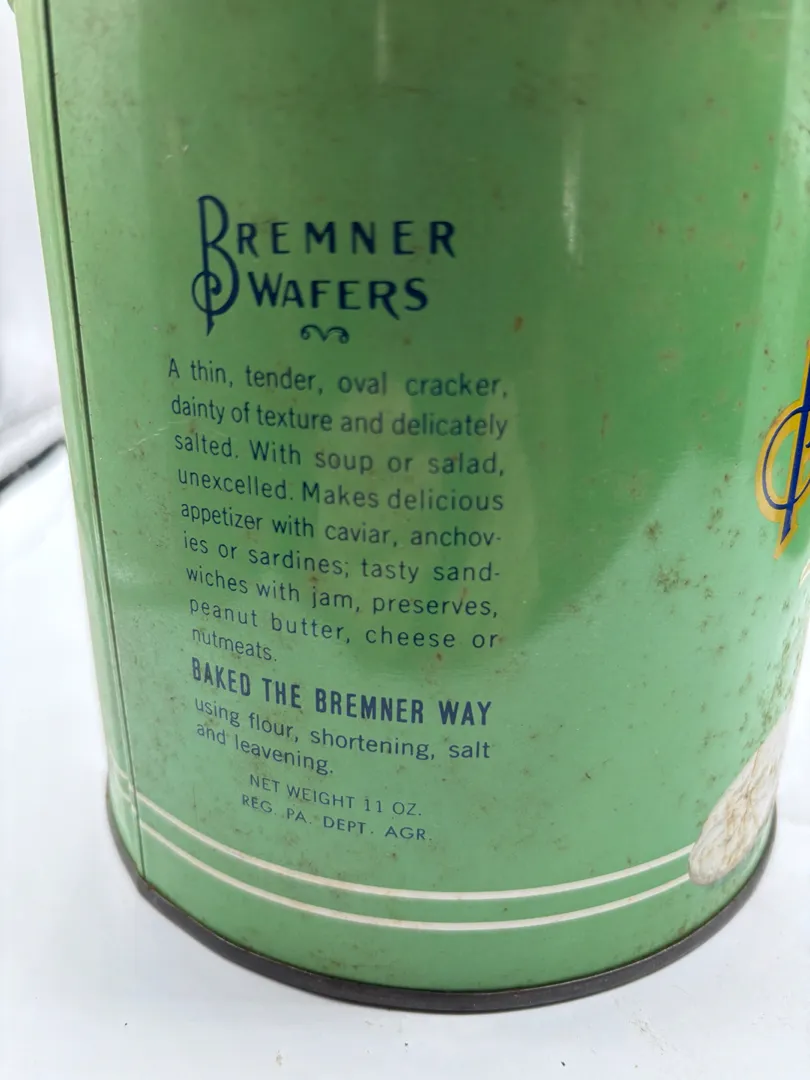 BREMNER
WAFERS
A thin, tender, oval cracker,
dainty of texture and delicately
salted. With soup or salad,
unexcelled. Makes delicious
appetizer with caviar, anchov-
ies or sardines; tasty sand-
wiches with jam, preserves,
peanut butter, cheese or
nutmeats.
BAKED THE BREMNER WAY
using flour, shortening, salt
and leavening.
NET WEIGHT 11 OZ.
REG. PA. DEPT. AGR.